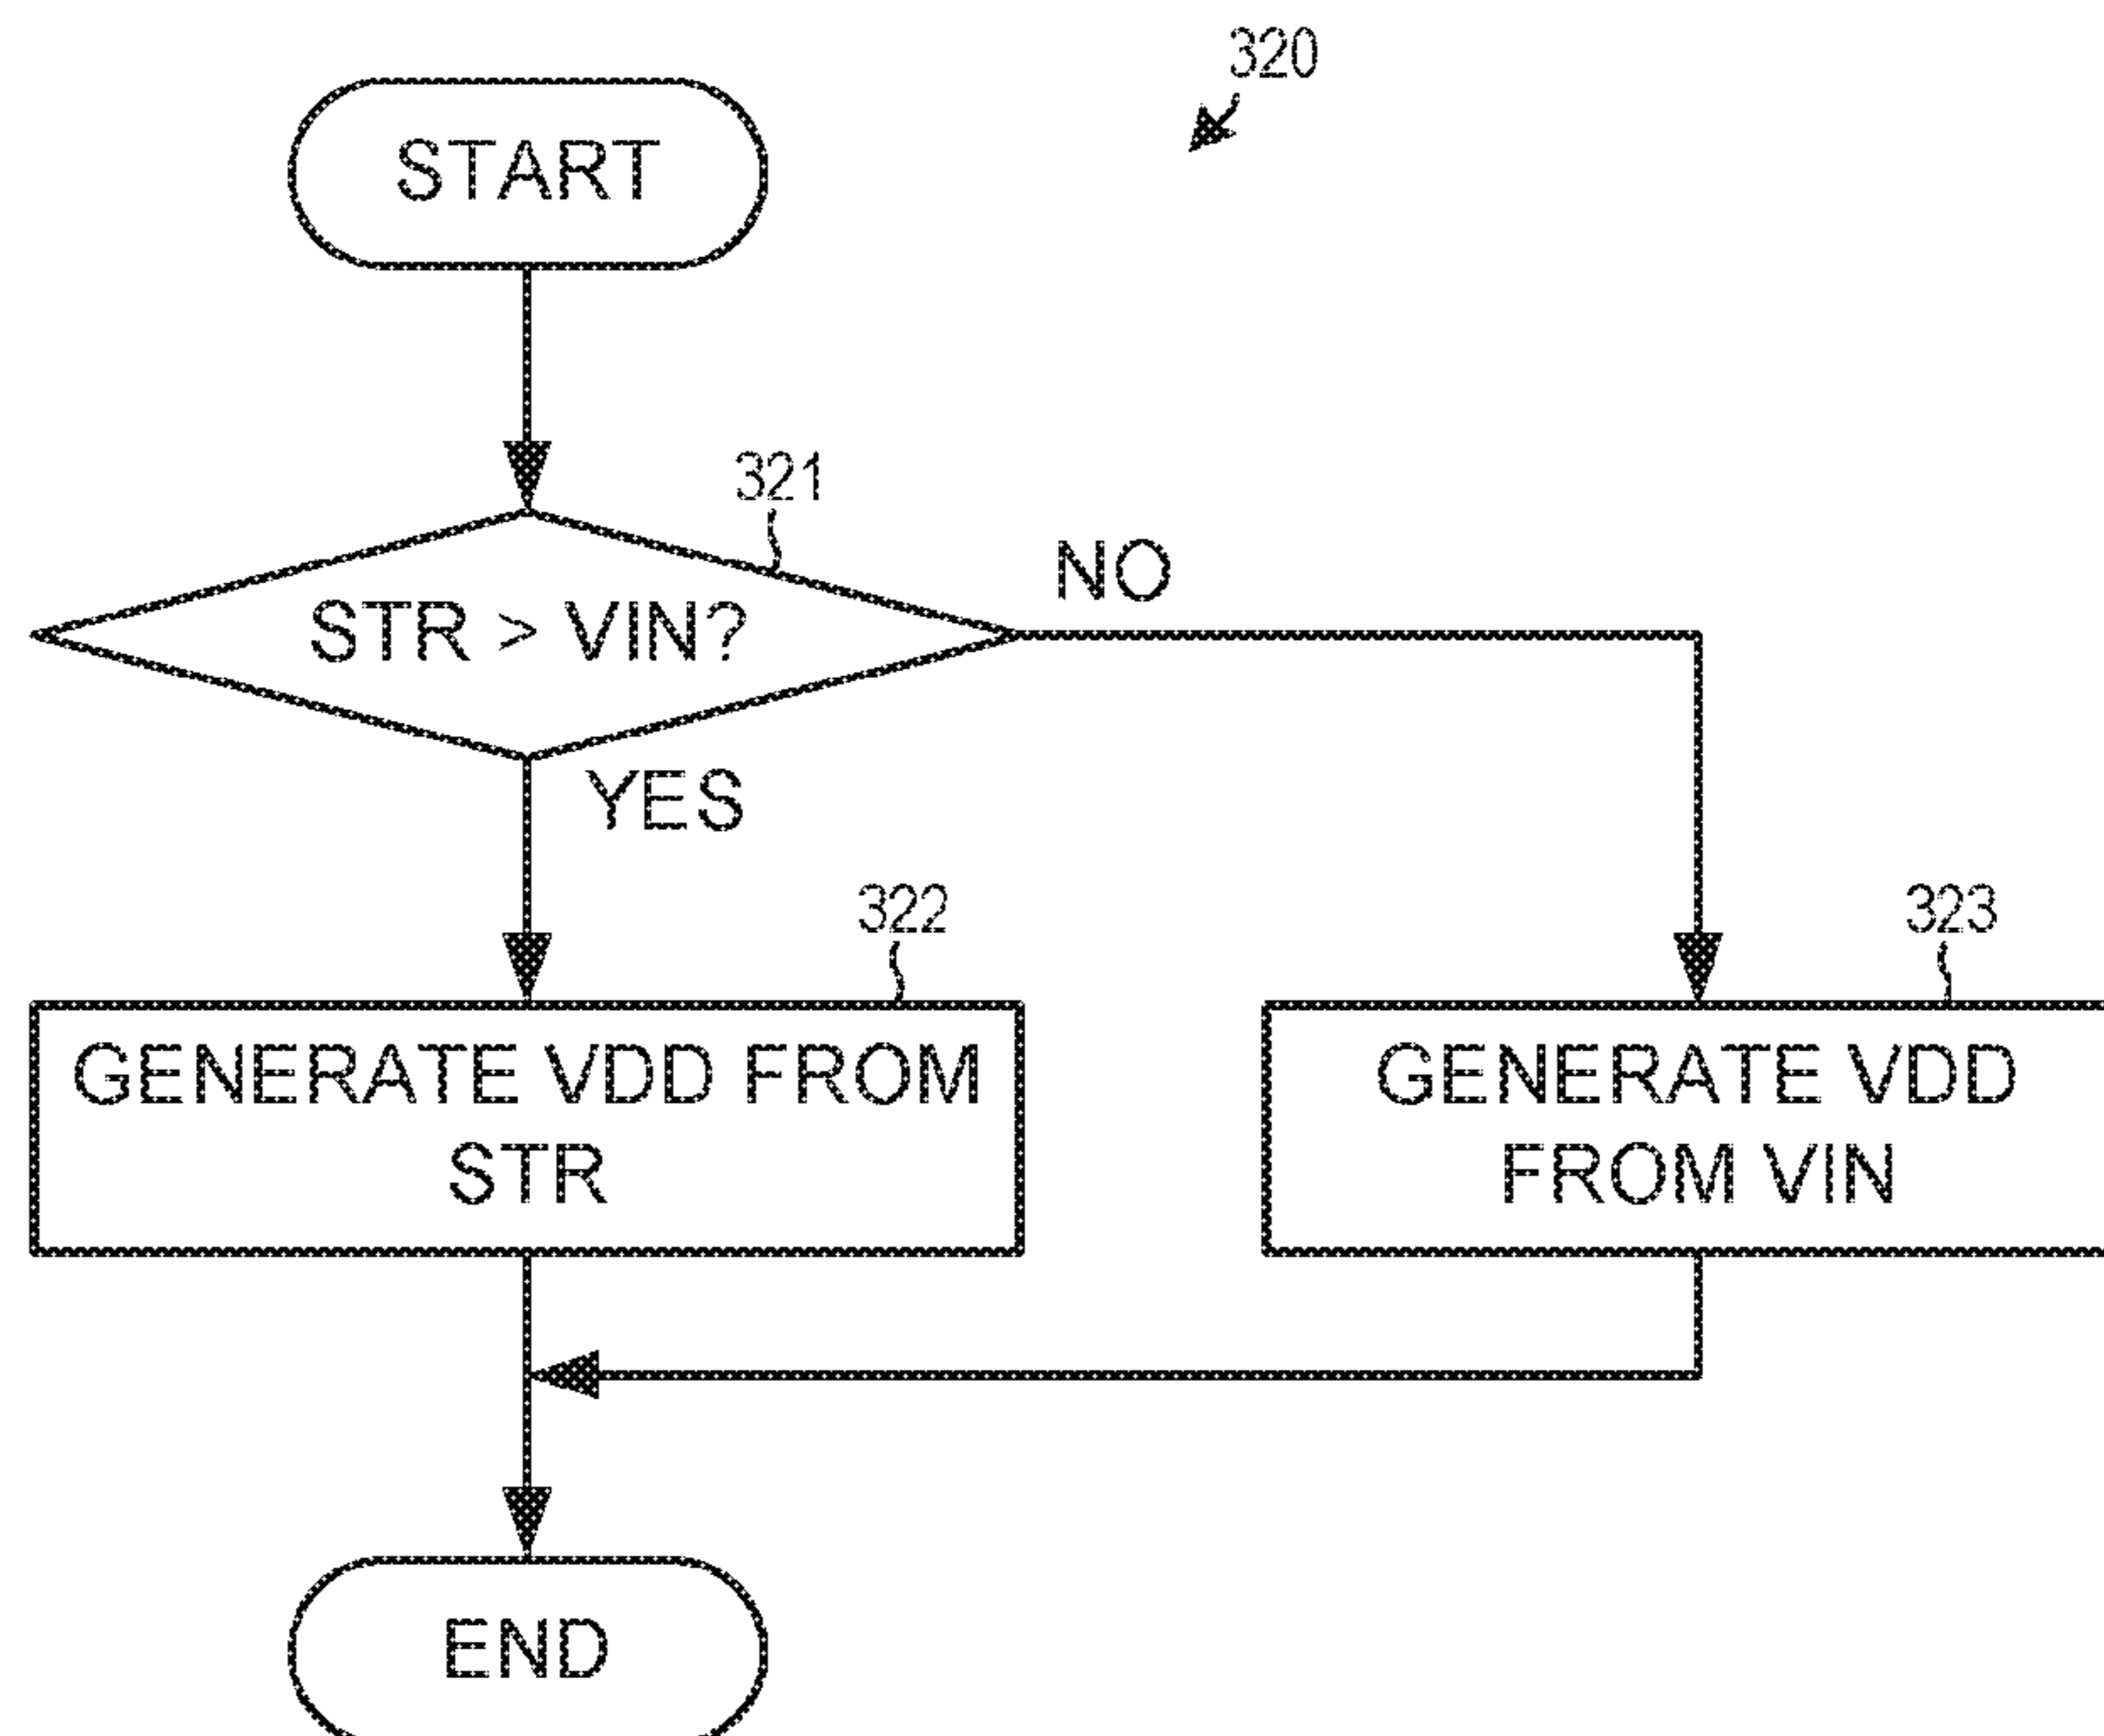 320
START
321
STR > VIN?
NO
YES
322
323
GENERATE VDD FROM
STR
GENERATE VDD
FROM VIN
END